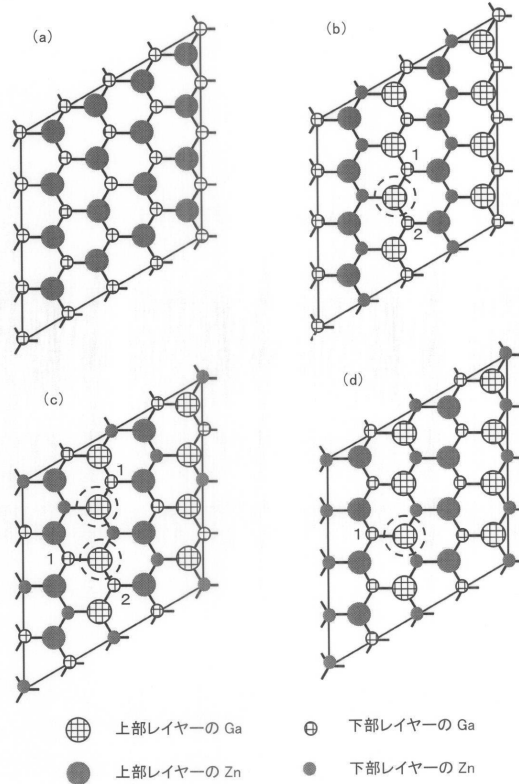 (a)
(b)
1
2
(c)
1
1
2
(d)
1
上部レイヤーの Ga
下部レイヤーの Ga
上部レイヤーの Zn
下部レイヤーの Zn